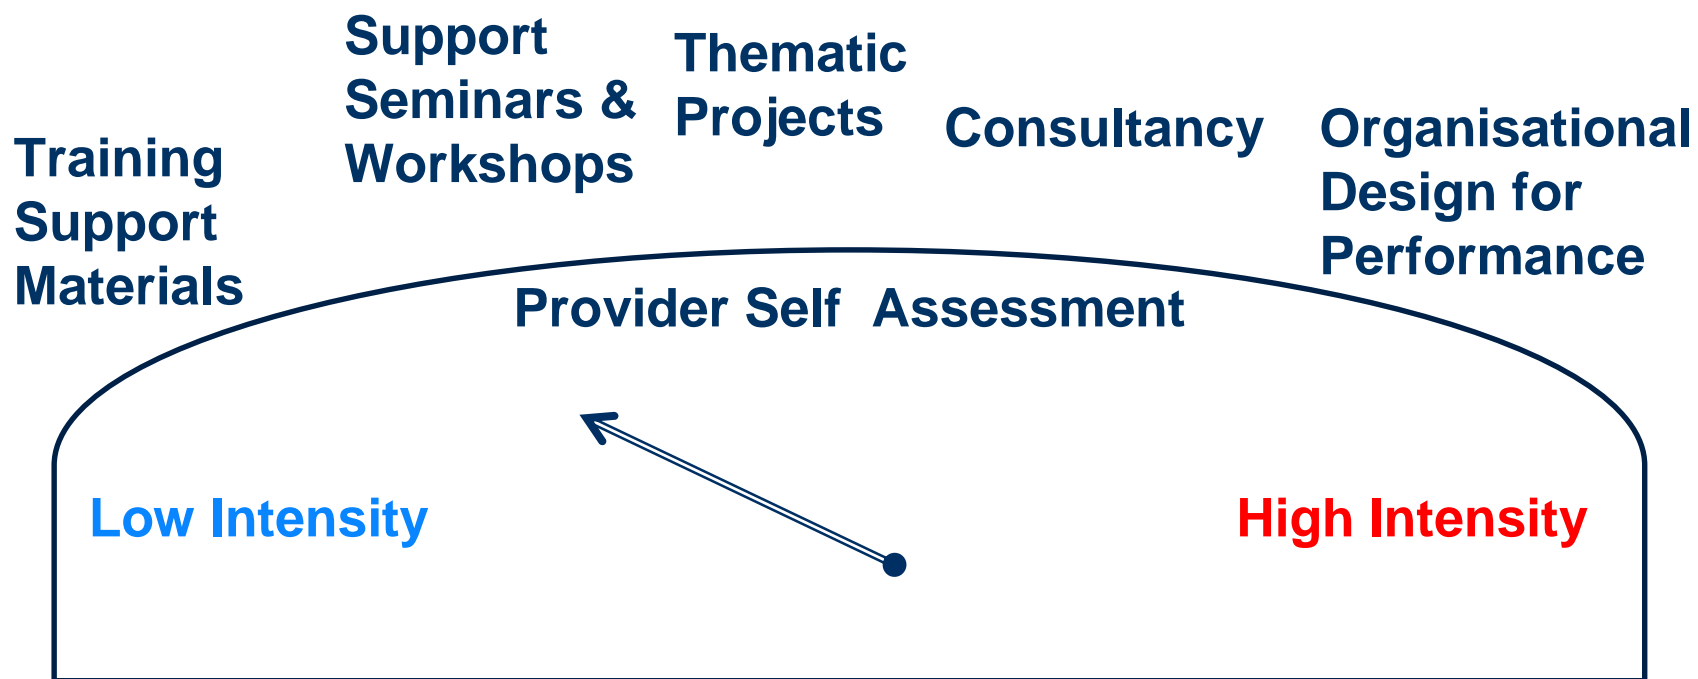 Training
Support
Materials
Support
Seminars &
Workshops
Thematic
Projects
Consultancy
Organisational
Design for
Performance
Provider Self Assessment
Low Intensity
High Intensity